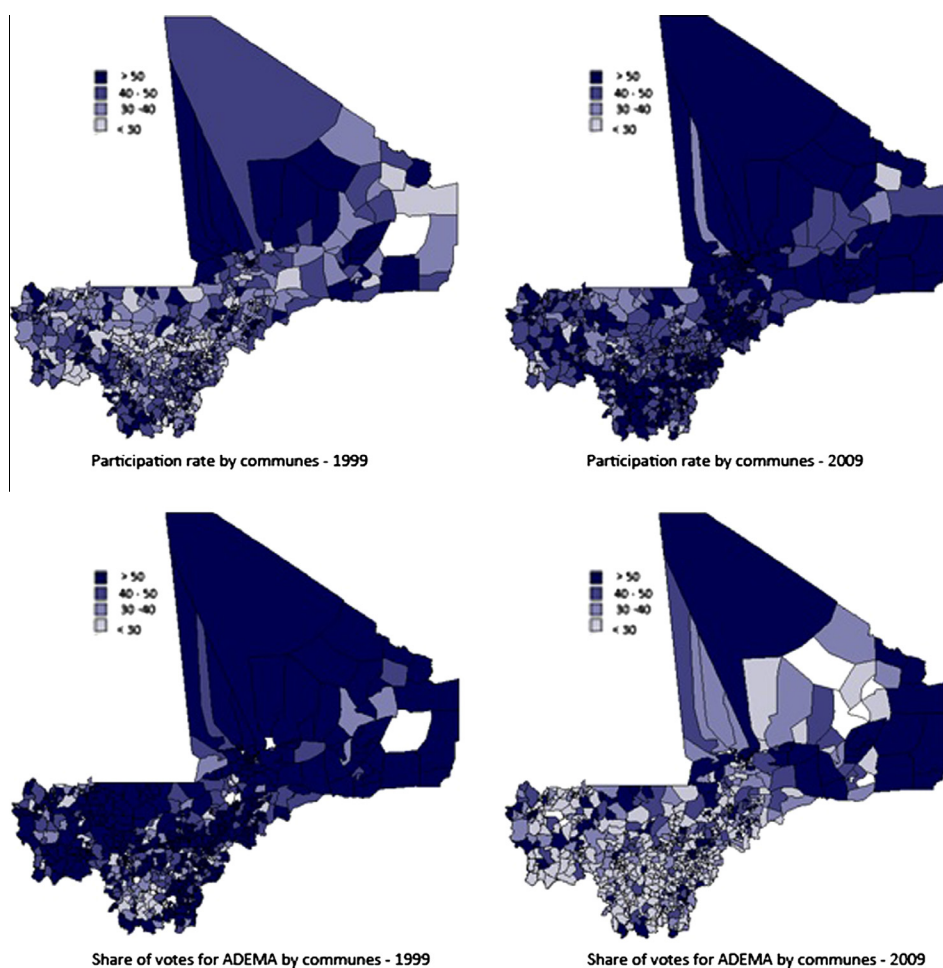 > 50
40 - 50
30 -40
< 30
> 50
40 - 50
30 -40
< 30
Participation rate by communes - 1999
Participation rate by communes - 2009
> 50
40 - 50
30 -40
< 30
> 50
40 - 50
30 -40
< 30
Share of votes for ADEMA by communes - 1999
Share of votes for ADEMA by communes - 2009